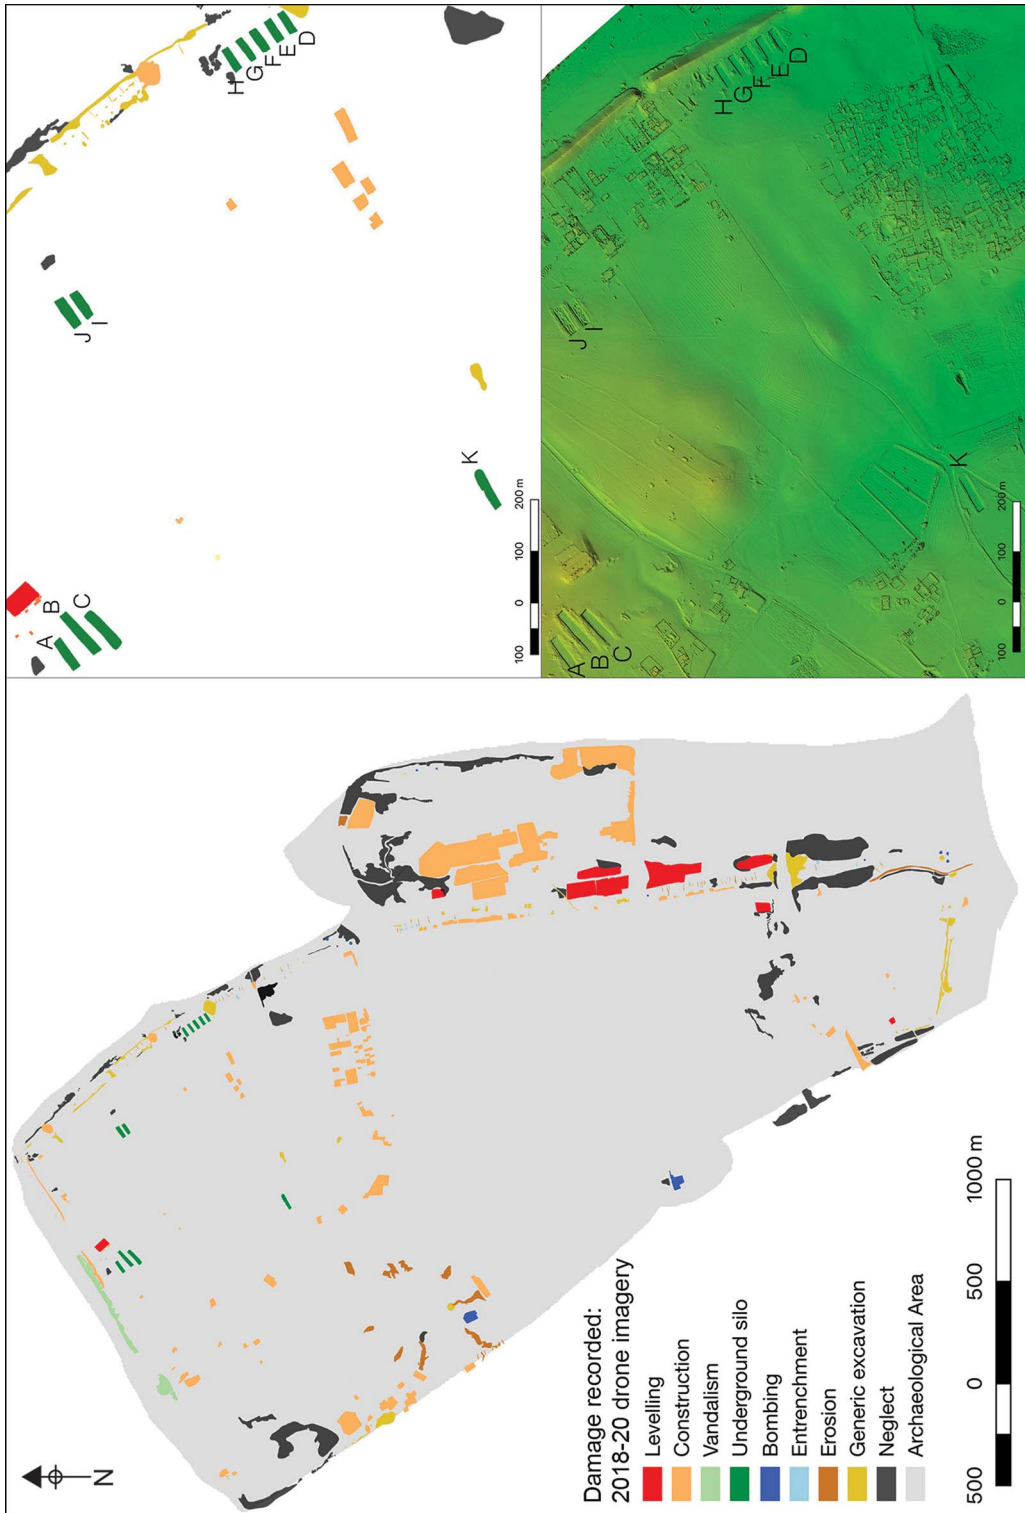 Damage recorded:
2018-20 drone imagery
Levelling
Construction
Vandalism
Underground silo
Bombing
Entrenchment
Erosion
Generic excavation
Neglect
Archaeological Area
500 0 500 1000 m
N
A
B
C
J
I
K
H
G
F
E
D
100 0 100 200 m
A
B
C
J
I
K
H
G
F
E
D
100 0 100 200 m